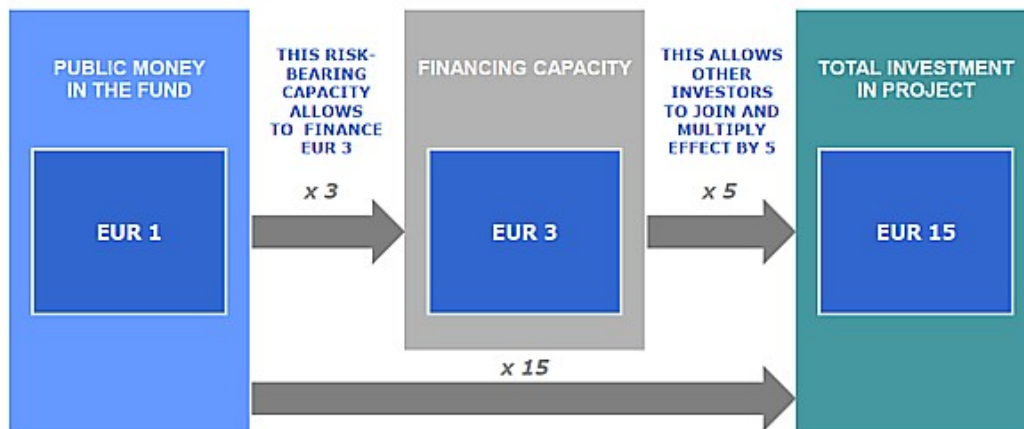 PUBLIC MONEY
IN THE FUND
EUR 1
THIS RISK-
BEARING
CAPACITY
ALLOWS
TO FINANCE
EUR 3
x 3
FINANCING CAPACITY
EUR 3
THIS ALLOWS
OTHER
INVESTORS
TO JOIN AND
MULTIPLY
EFFECT BY 5
x 5
TOTAL INVESTMENT
IN PROJECT
EUR 15
x 15